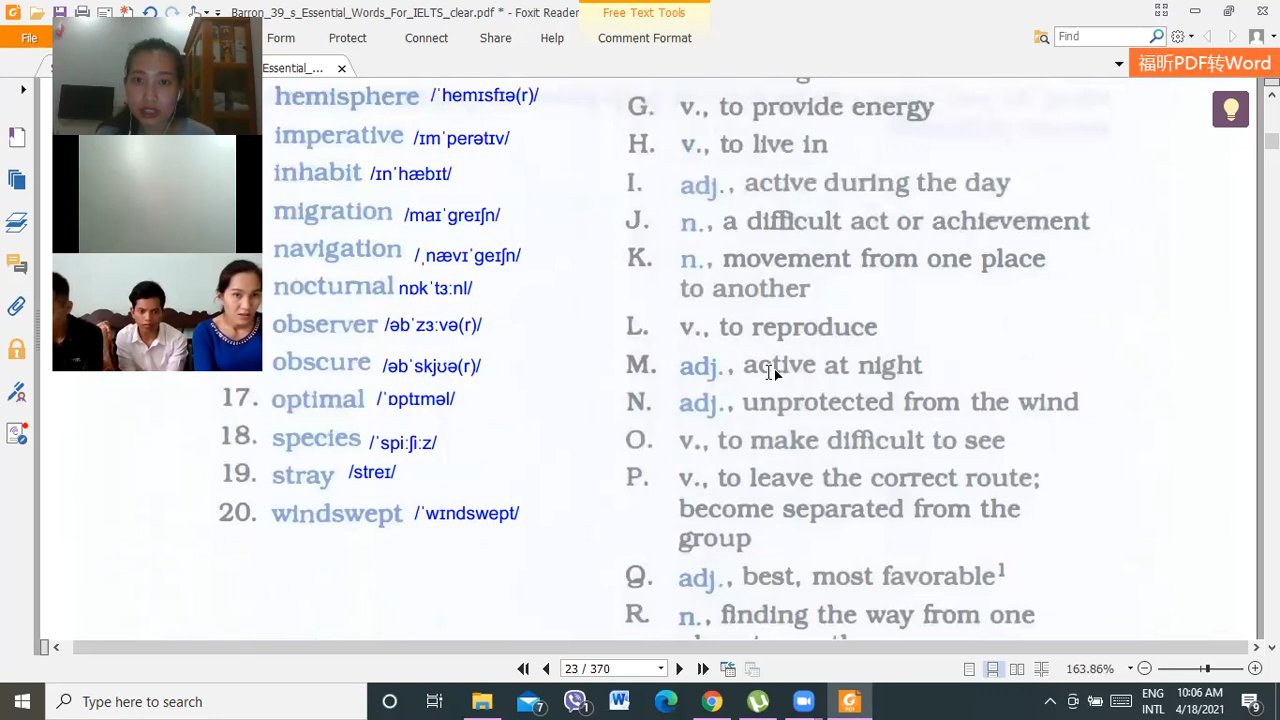 Barron_39_s_Essential_Words_For_IELTS_clear.pdf * - Foxit Reader
Free Text Tools
File
Form
Protect
Connect
Share
Help
Comment Format
Find
Essential_...
福昕PDF转Word
hemisphere /ˈhemɪsfɪə(r)/
imperative /ɪmˈperətɪv/
inhabit /ɪnˈhæbɪt/
migration /maɪˈɡreɪʃn/
navigation /ˌnævɪˈɡeɪʃn/
nocturnal nɒkˈtɜːnl/
observer /əbˈzɜːvə(r)/
obscure /əbˈskjʊə(r)/
17. optimal /ˈɒptɪməl/
18. species /ˈspiːʃiːz/
19. stray /streɪ/
20. windswept /ˈwɪndswept/
G. v., to provide energy
H. v., to live in
I. adj., active during the day
J. n., a difficult act or achievement
K. n., movement from one place
to another
L. v., to reproduce
M. adj., active at night
N. adj., unprotected from the wind
O. v., to make difficult to see
P. v., to leave the correct route;
become separated from the
group
Q. adj., best, most favorable1
R. n., finding the way from one
23 / 370
163.86%
Type here to search
7
1
ENG
INTL
10:06 AM
4/18/2021
9